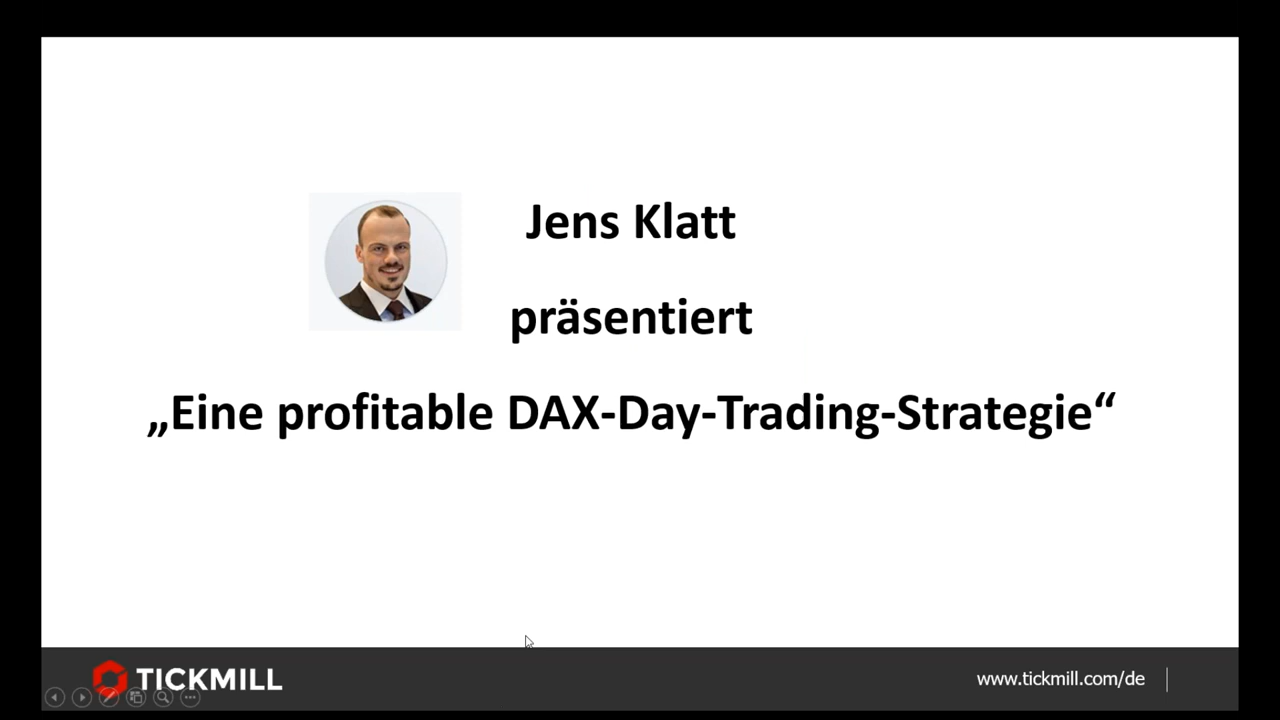 Jens Klatt
präsentiert
„Eine profitable DAX-Day-Trading-Strategie“
TICKMILL
www.tickmill.com/de